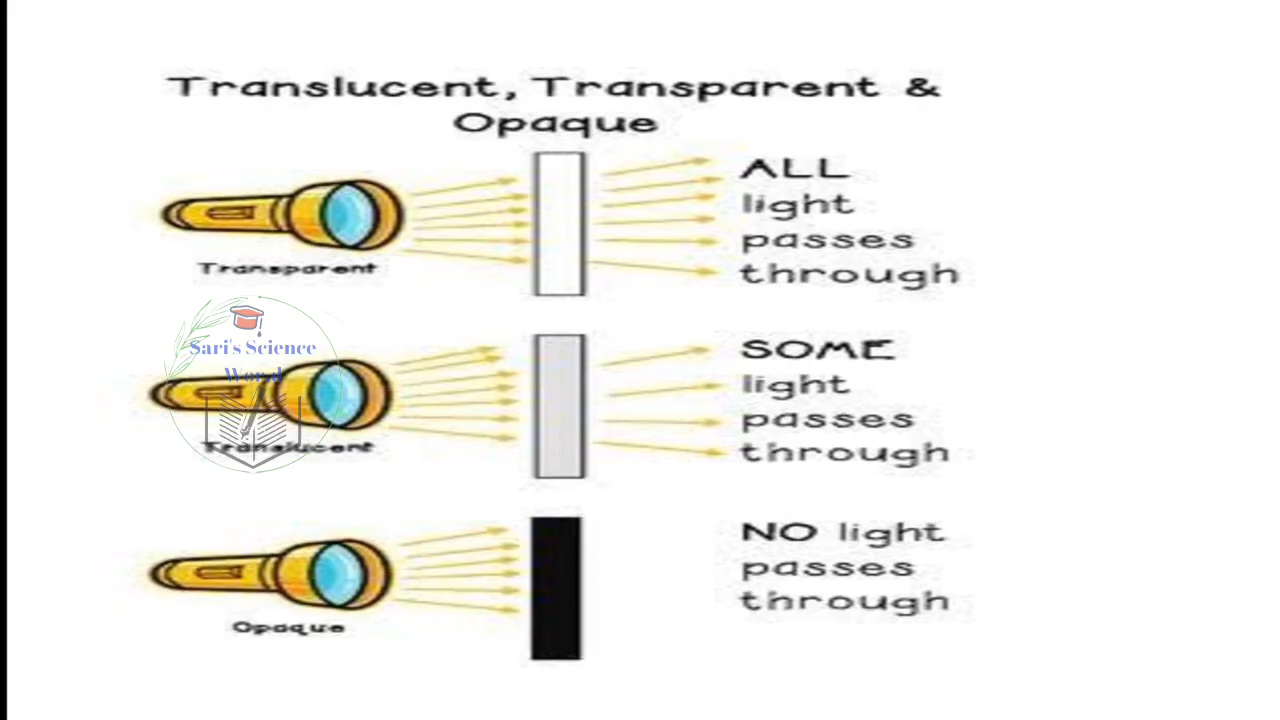 Translucent, Transparent &
Opaque
ALL
light
passes
through
Transparent
Sari's Science
World
SOME
light
passes
through
Translucent
NO light
passes
through
Opaque